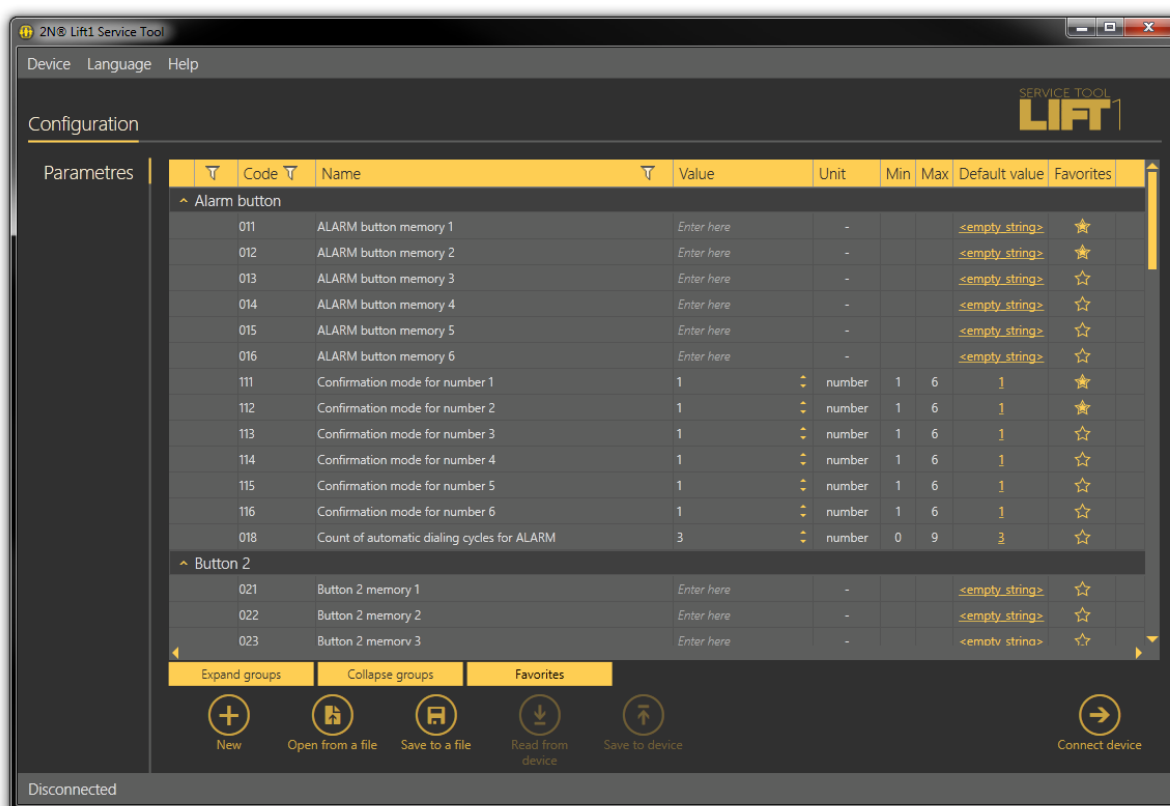 2N® Lift1 Service Tool
Device Language Help
SERVICE TOOL
LIFT1
Configuration
Parametres
Code Name Value Unit Min Max Default value Favorites
Alarm button
011 ALARM button memory 1 Enter here - <empty string>
012 ALARM button memory 2 Enter here - <empty string>
013 ALARM button memory 3 Enter here - <empty string>
014 ALARM button memory 4 Enter here - <empty string>
015 ALARM button memory 5 Enter here - <empty string>
016 ALARM button memory 6 Enter here - <empty string>
111 Confirmation mode for number 1 1 number 1 6 1
112 Confirmation mode for number 2 1 number 1 6 1
113 Confirmation mode for number 3 1 number 1 6 1
114 Confirmation mode for number 4 1 number 1 6 1
115 Confirmation mode for number 5 1 number 1 6 1
116 Confirmation mode for number 6 1 number 1 6 1
018 Count of automatic dialing cycles for ALARM 3 number 0 9 3
Button 2
021 Button 2 memory 1 Enter here - <empty string>
022 Button 2 memory 2 Enter here - <empty string>
023 Button 2 memory 3 Enter here - <empty string>
Expand groups Collapse groups Favorites
New Open from a file Save to a file Read from device Save to device Connect device
Disconnected